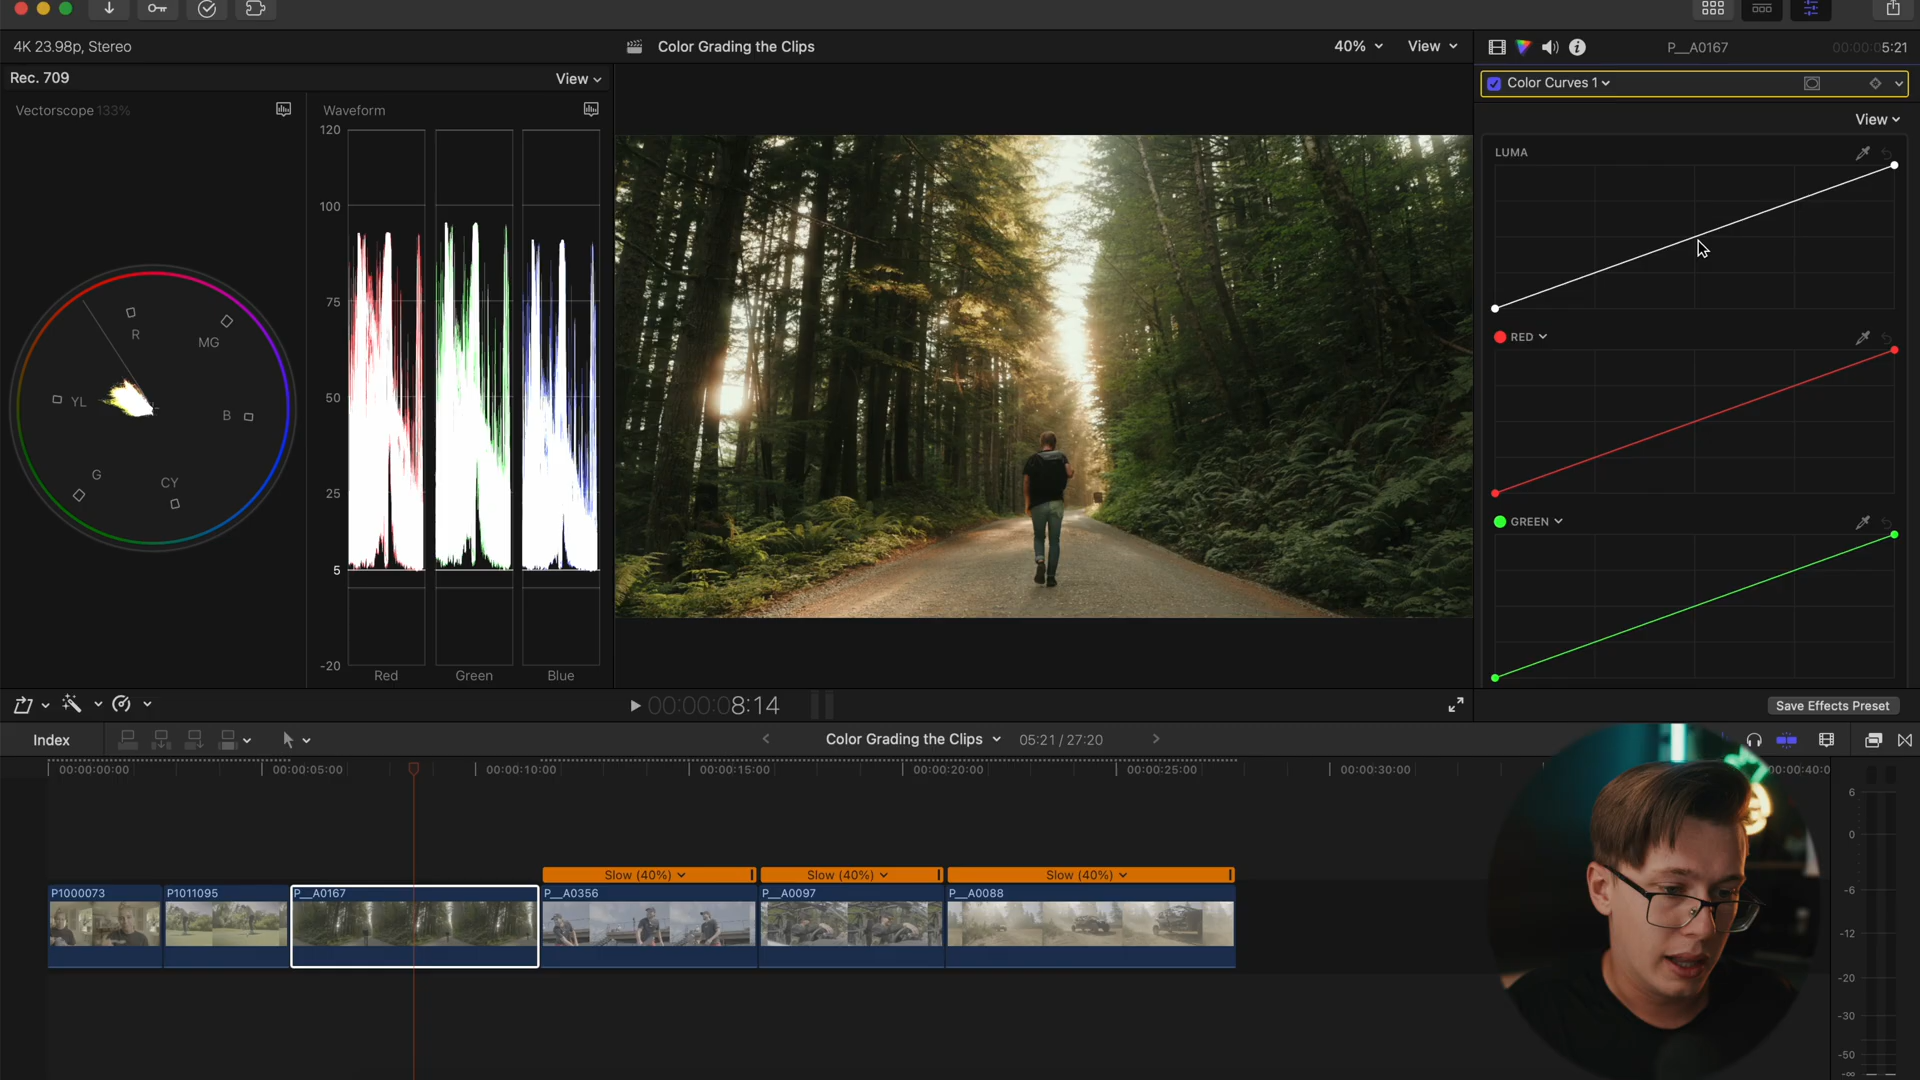 4K 23.98p, Stereo
Color Grading the Clips
40%
View
P__A0167
00:00:05:21
Rec. 709
View
Color Curves 1
Vectorscope 133%
Waveform
View
120
100
75
50
25
5
-20
R
MG
YL
B
G
CY
Red
Green
Blue
LUMA
RED
GREEN
00:00:08:14
Save Effects Preset
Index
Color Grading the Clips
05:21 / 27:20
00:00:00:00
00:00:05:00
00:00:10:00
00:00:15:00
00:00:20:00
00:00:25:00
00:00:30:00
00:00:40:0
Slow (40%)
Slow (40%)
Slow (40%)
P1000073
P1011095
P__A0167
P__A0356
P__A0097
P__A0088
6
0
-6
-12
-20
-30
-50
-∞